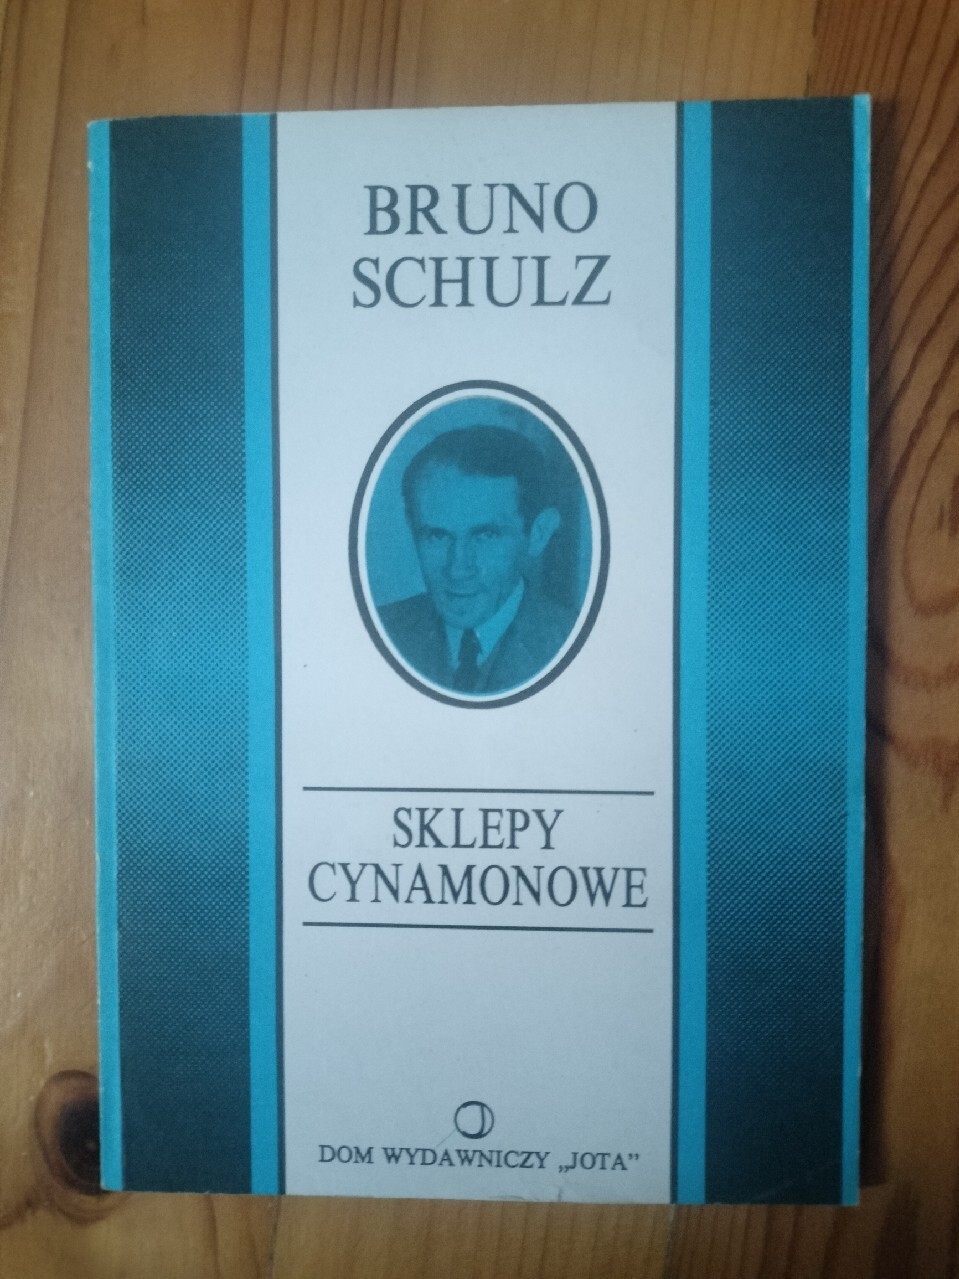 BRUNO
SCHULZ
SKLEPY
CYNAMONOWE
DOM WYDAWNICZY „JOTA”